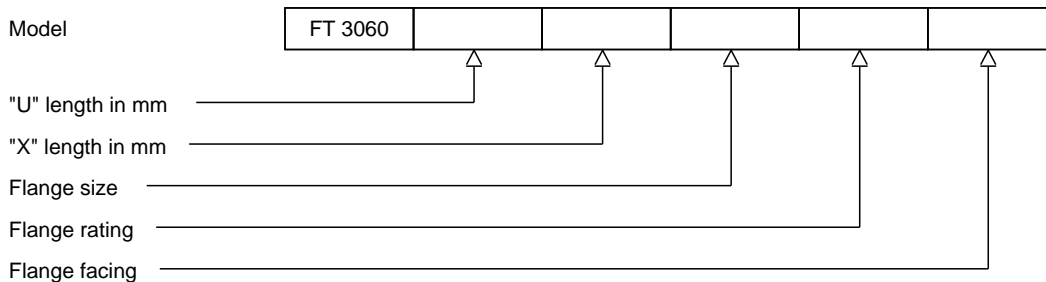 Model FT 3060
"U" length in mm
"X" length in mm
Flange size
Flange rating
Flange facing